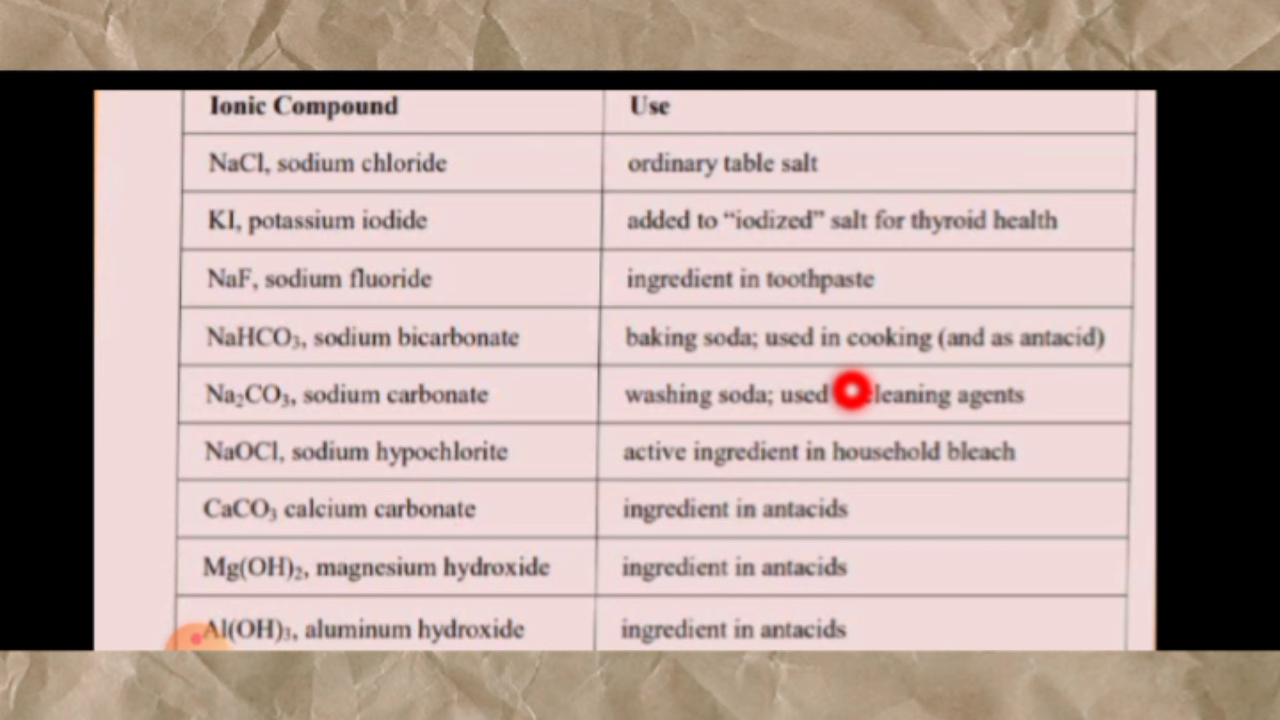 Ionic Compound Use
NaCl, sodium chloride ordinary table salt
KI, potassium iodide added to “iodized” salt for thyroid health
NaF, sodium fluoride ingredient in toothpaste
NaHCO₃, sodium bicarbonate baking soda; used in cooking (and as antacid)
Na₂CO₃, sodium carbonate washing soda; used leaning agents
NaOCl, sodium hypochlorite active ingredient in household bleach
CaCO₃ calcium carbonate ingredient in antacids
Mg(OH)₂, magnesium hydroxide ingredient in antacids
Al(OH)₃, aluminum hydroxide ingredient in antacids